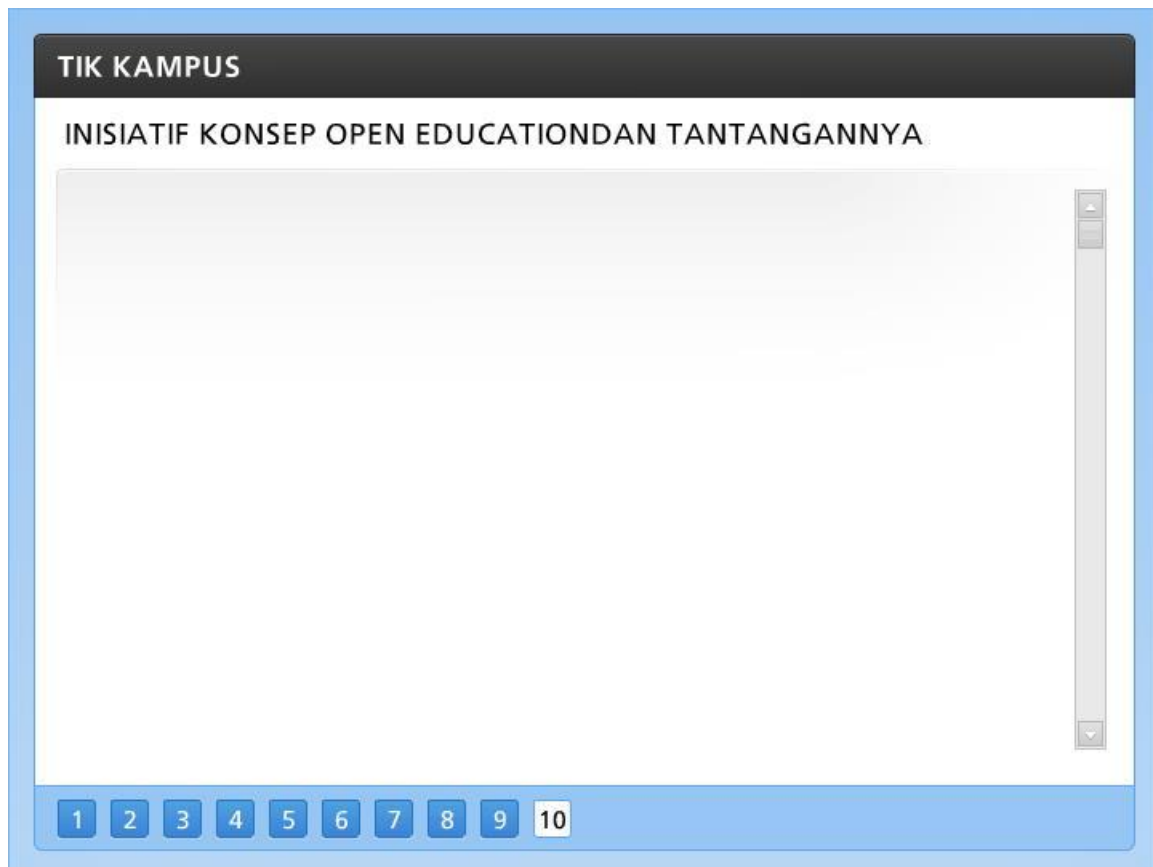 TIK KAMPUS
INISIATIF KONSEP OPEN EDUCATIONDAN TANTANGANNYA
1 2 3 4 5 6 7 8 9 10